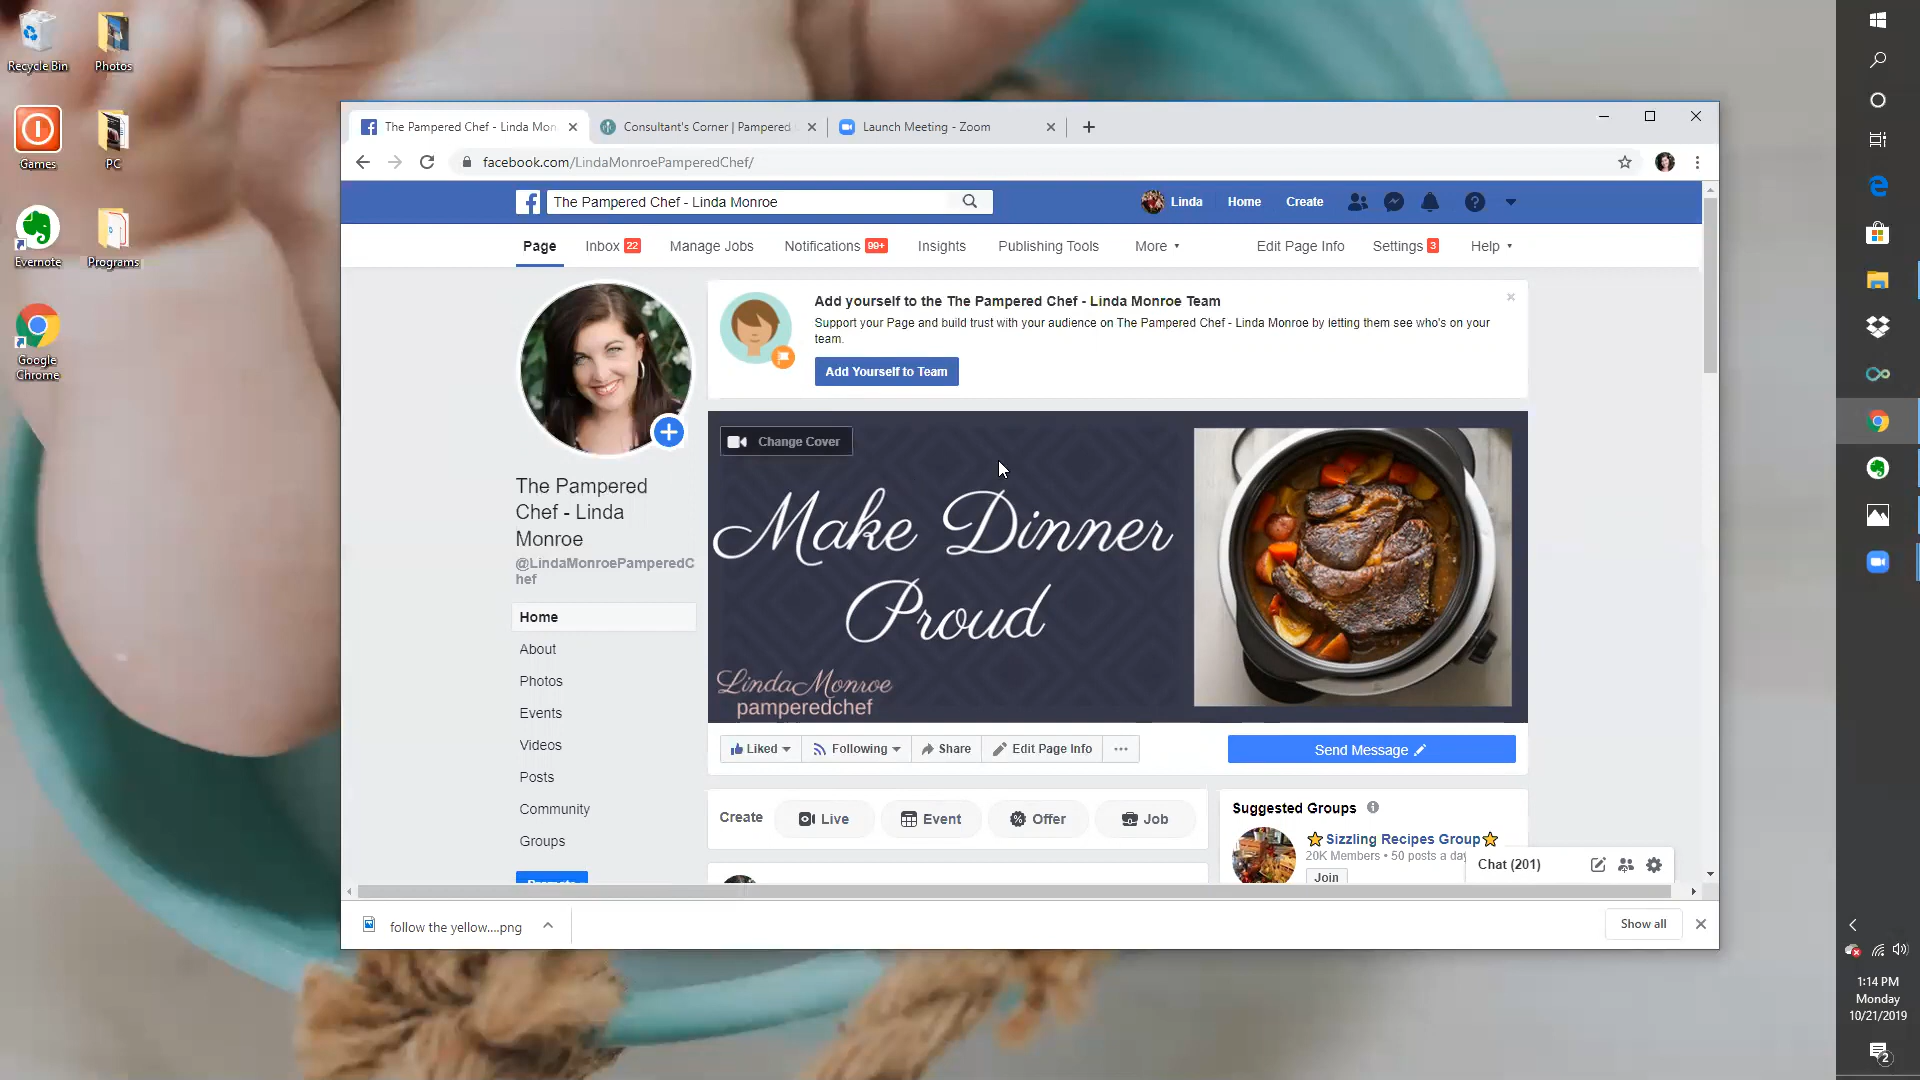 Recycle Bin
Photos
Games
PC
Evernote
Programs
Google
Chrome
The Pampered Chef - Linda Mon
Consultant's Corner | Pampered
Launch Meeting - Zoom
facebook.com/LindaMonroePamperedChef/
The Pampered Chef - Linda Monroe
Linda
Home
Create
Page
Inbox 22
Manage Jobs
Notifications 99+
Insights
Publishing Tools
More
Edit Page Info
Settings 3
Help
Add yourself to the The Pampered Chef - Linda Monroe Team
Support your Page and build trust with your audience on The Pampered Chef - Linda Monroe by letting them see who's on your
team.
Add Yourself to Team
Change Cover
Make Dinner
Proud
LindaMonroe
pamperedchef
The Pampered
Chef - Linda
Monroe
@LindaMonroePamperedC
hef
Home
About
Photos
Events
Videos
Posts
Community
Groups
Liked
Following
Share
Edit Page Info
Send Message
Create
Live
Event
Offer
Job
Suggested Groups
Sizzling Recipes Group
20K Members • 50 posts a day
Join
Chat (201)
follow the yellow....png
Show all
1:14 PM
Monday
10/21/2019
2